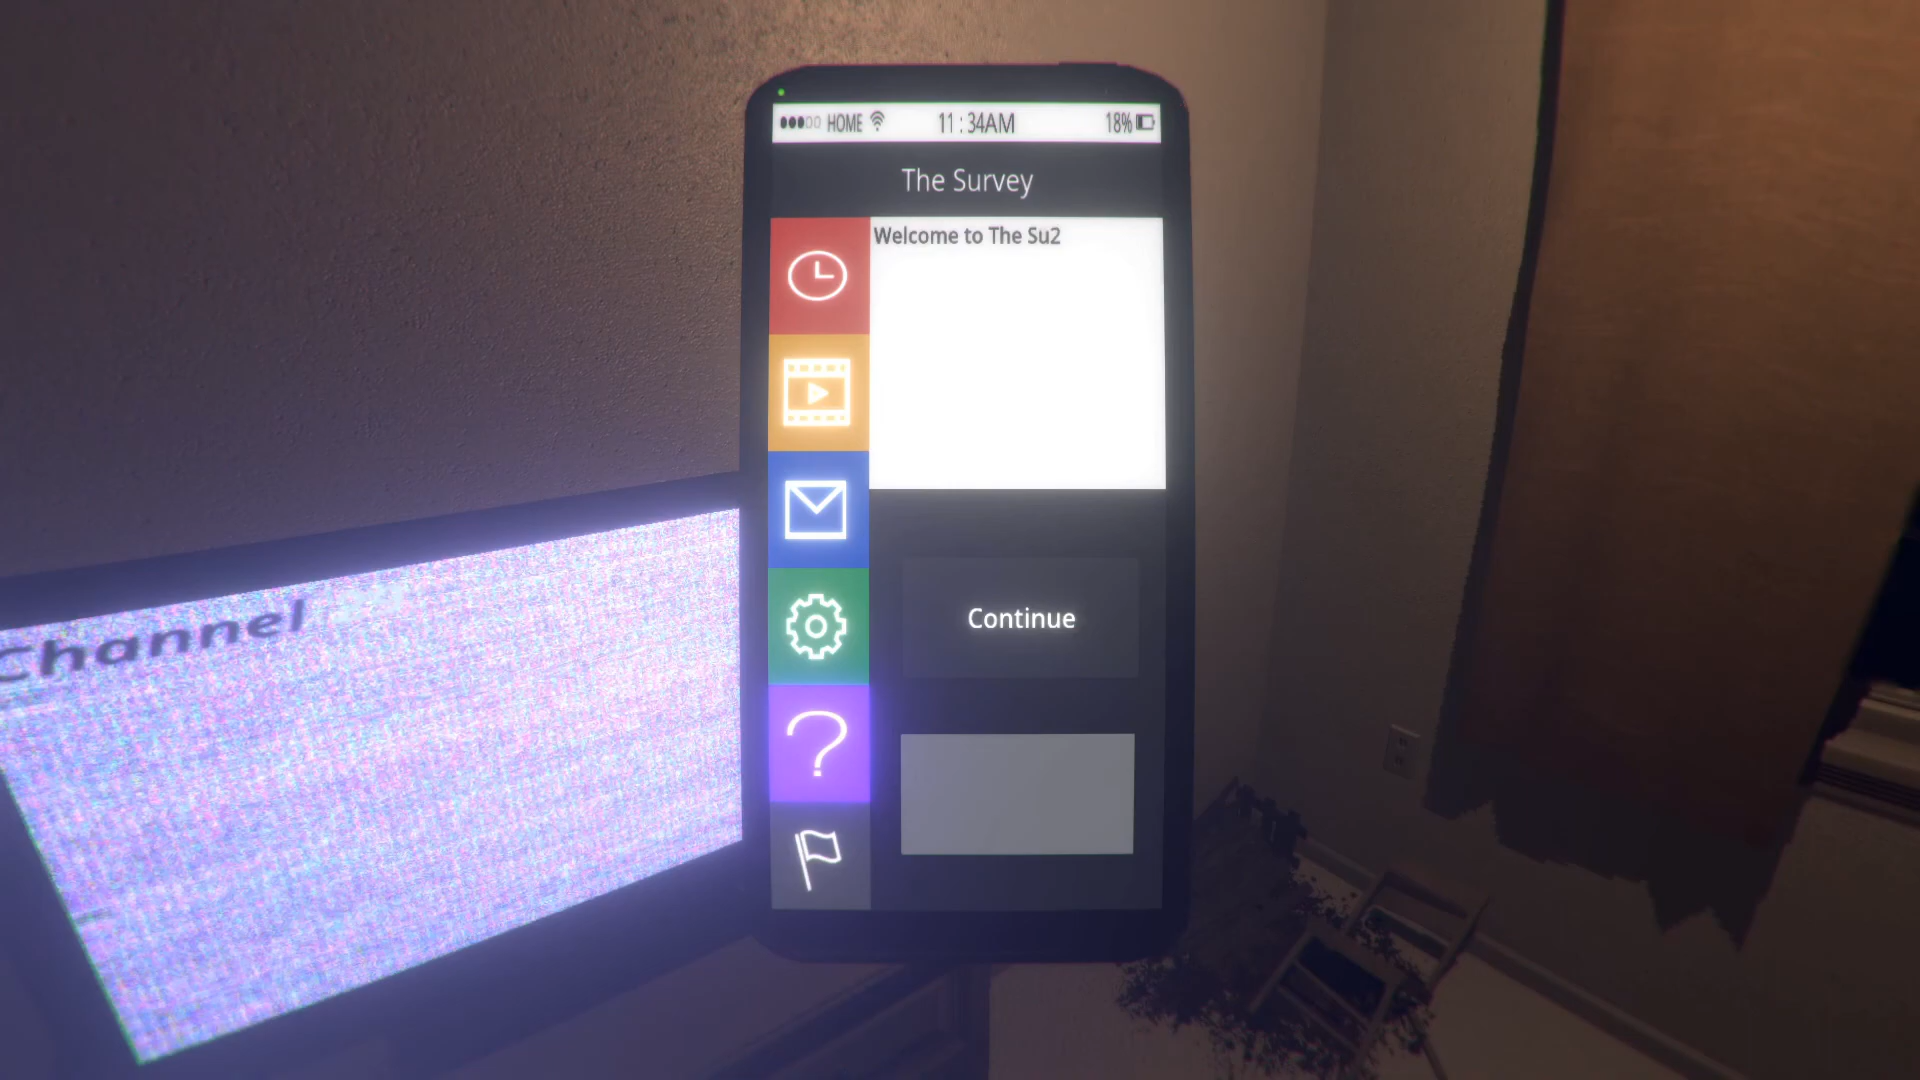 HOME 11:34AM 18%
The Survey
Welcome to The Su2
Continue
Channel